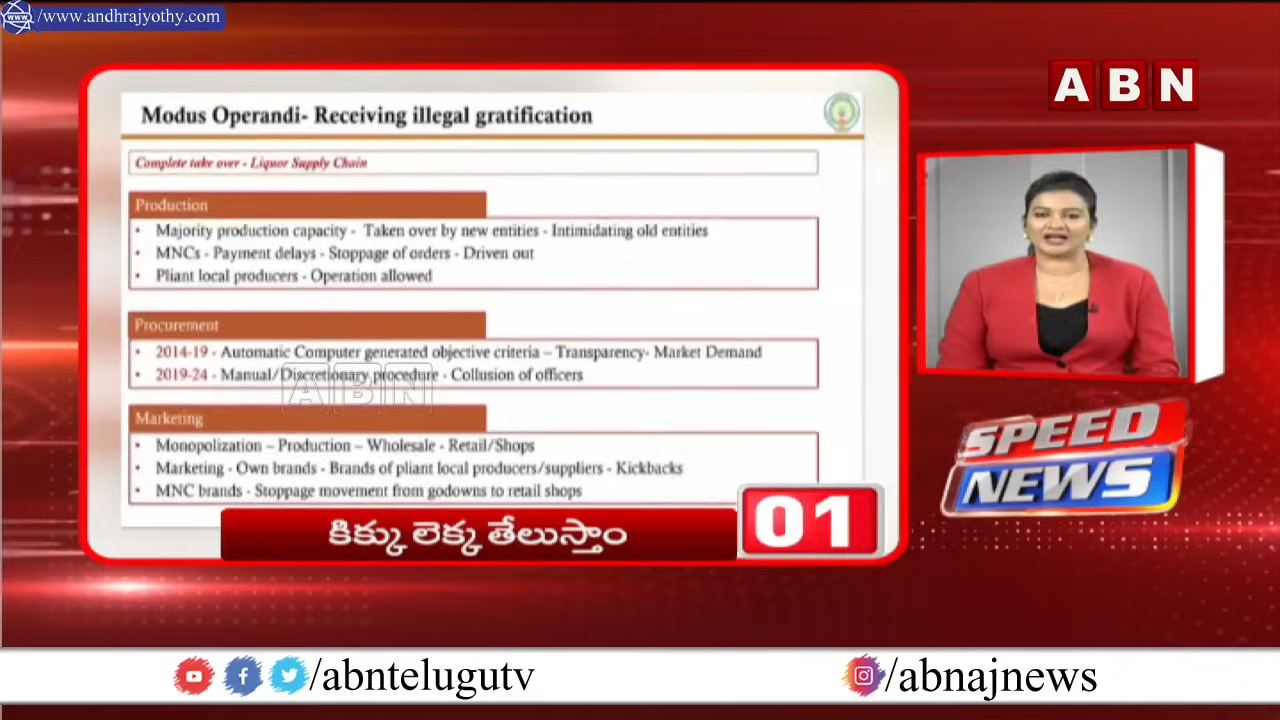 /www.andhrajyothy.com
ABN
Modus Operandi- Receiving illegal gratification
Complete take over - Liquor Supply Chain
Production
• Majority production capacity - Taken over by new entities - Intimidating old entities
• MNCs - Payment delays - Stoppage of orders - Driven out
• Pliant local producers - Operation allowed
Procurement
• 2014-19 - Automatic Computer generated objective criteria – Transparency- Market Demand
• 2019-24 - Manual/Discretionary procedure - Collusion of officers
ABN
Marketing
• Monopolization – Production – Wholesale - Retail/Shops
• Marketing - Own brands - Brands of pliant local producers/suppliers - Kickbacks
• MNC brands - Stoppage movement from godowns to retail shops
కిక్కు లెక్క తేలుస్తాం
01
SPEED
NEWS
/abntelugutv
/abnajnews